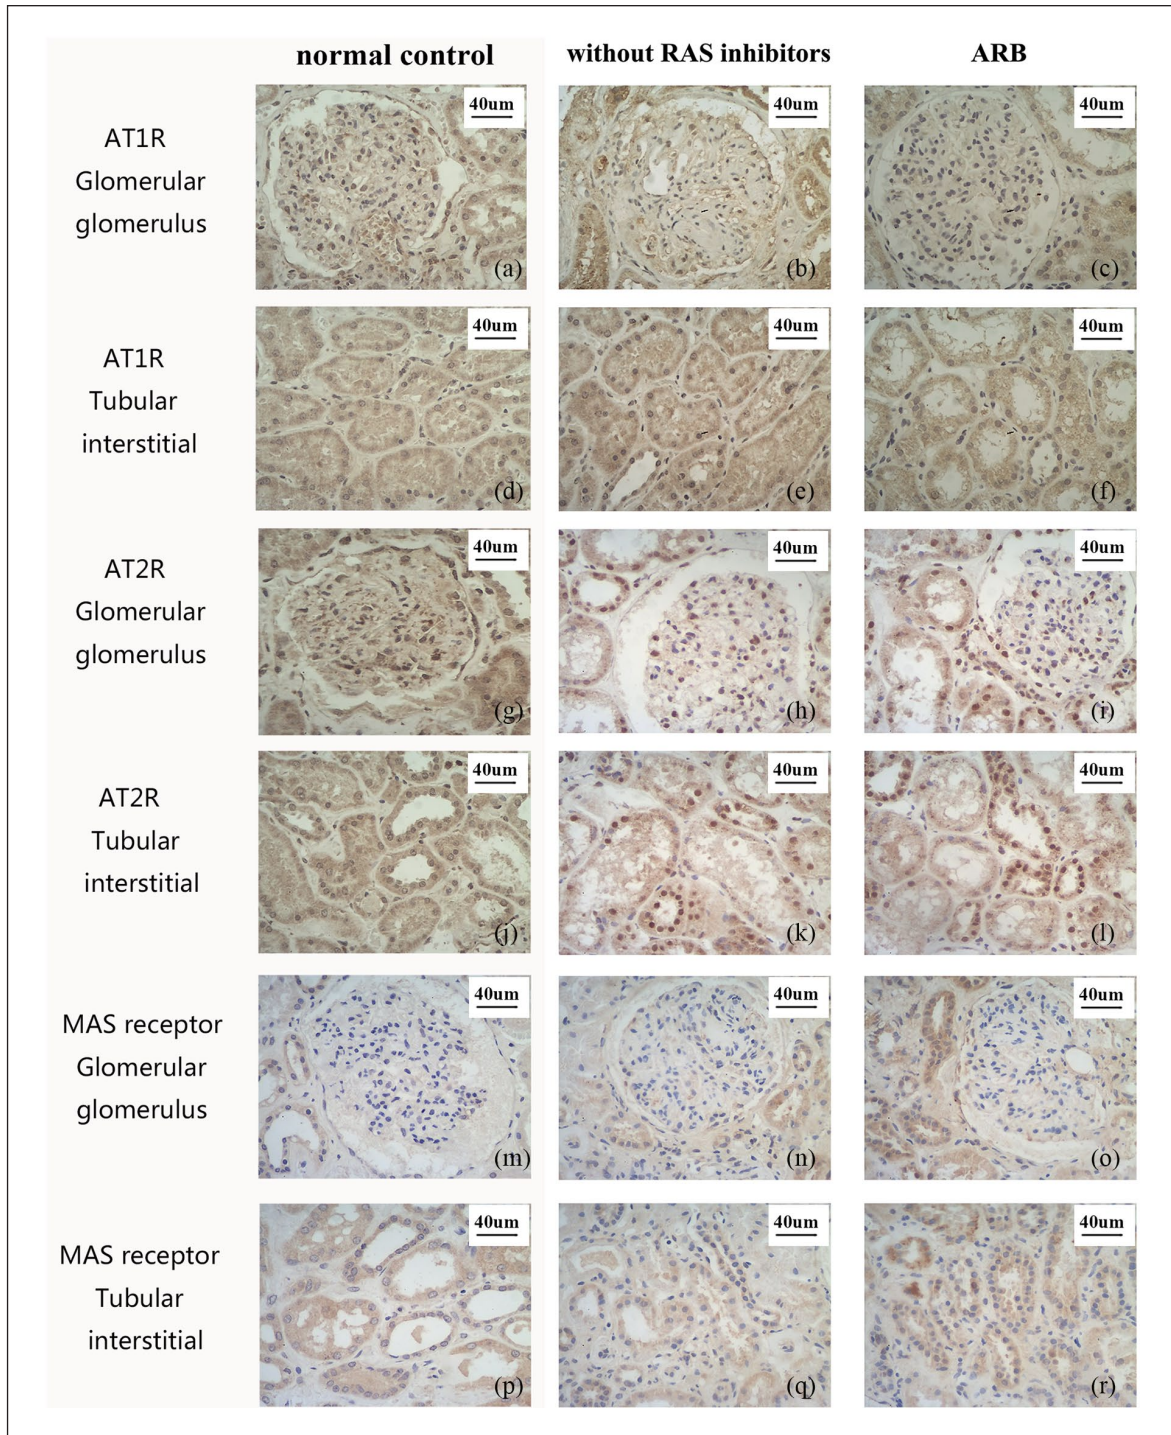 normal control
without RAS inhibitors
ARB
AT1R
Glomerular
glomerulus
40um
(a)
40um
(b)
40um
(c)
AT1R
Tubular
interstitial
40um
(d)
40um
(e)
40um
(f)
AT2R
Glomerular
glomerulus
40um
(g)
40um
(h)
40um
(i)
AT2R
Tubular
interstitial
40um
(j)
40um
(k)
40um
(l)
MAS receptor
Glomerular
glomerulus
40um
(m)
40um
(n)
40um
(o)
MAS receptor
Tubular
interstitial
40um
(p)
40um
(q)
40um
(r)